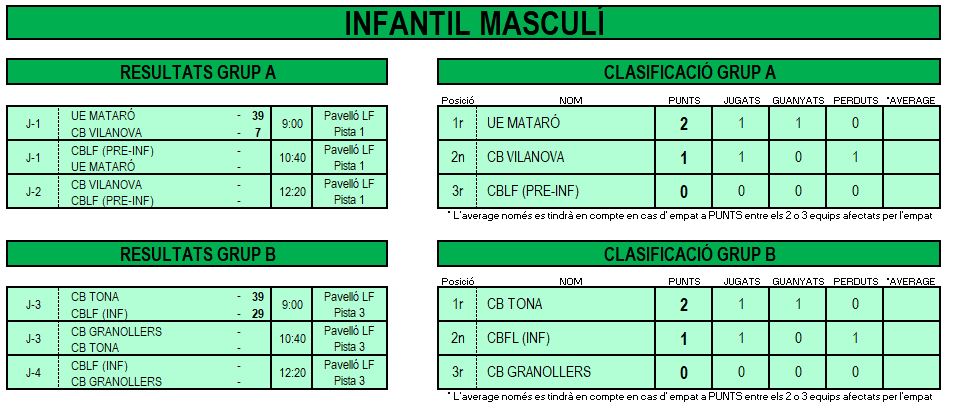 INFANTIL MASCULÍ
RESULTATS GRUP A
J-1 UE MATARÓ - 39 9:00 Pavelló LF
CB VILANOVA - 7 Pista 1
J-1 CBLF (PRE-INF) - 10:40 Pavelló LF
UE MATARÓ - Pista 1
J-2 CB VILANOVA - 12:20 Pavelló LF
CBLF (PRE-INF) - Pista 1
CLASIFICACIÓ GRUP A
Posició NOM PUNTS JUGATS GUANYATS PERDUTS *AVERAGE
1r UE MATARÓ 2 1 1 0
2n CB VILANOVA 1 1 0 1
3r CBLF (PRE-INF) 0 0 0 0
* L'average només es tindrà en compte en cas d' empat a PUNTS entre els 2 o 3 equips afectats per l'empat
RESULTATS GRUP B
J-3 CB TONA - 39 9:00 Pavelló LF
CBLF (INF) - 29 Pista 3
J-3 CB GRANOLLERS - 10:40 Pavelló LF
CB TONA - Pista 3
J-4 CBLF (INF) - 12:20 Pavelló LF
CB GRANOLLERS - Pista 3
CLASIFICACIÓ GRUP B
Posició NOM PUNTS JUGATS GUANYATS PERDUTS *AVERAGE
1r CB TONA 2 1 1 0
2n CBFL (INF) 1 1 0 1
3r CB GRANOLLERS 0 0 0 0
* L'average només es tindrà en compte en cas d' empat a PUNTS entre els 2 o 3 equips afectats per l'empat